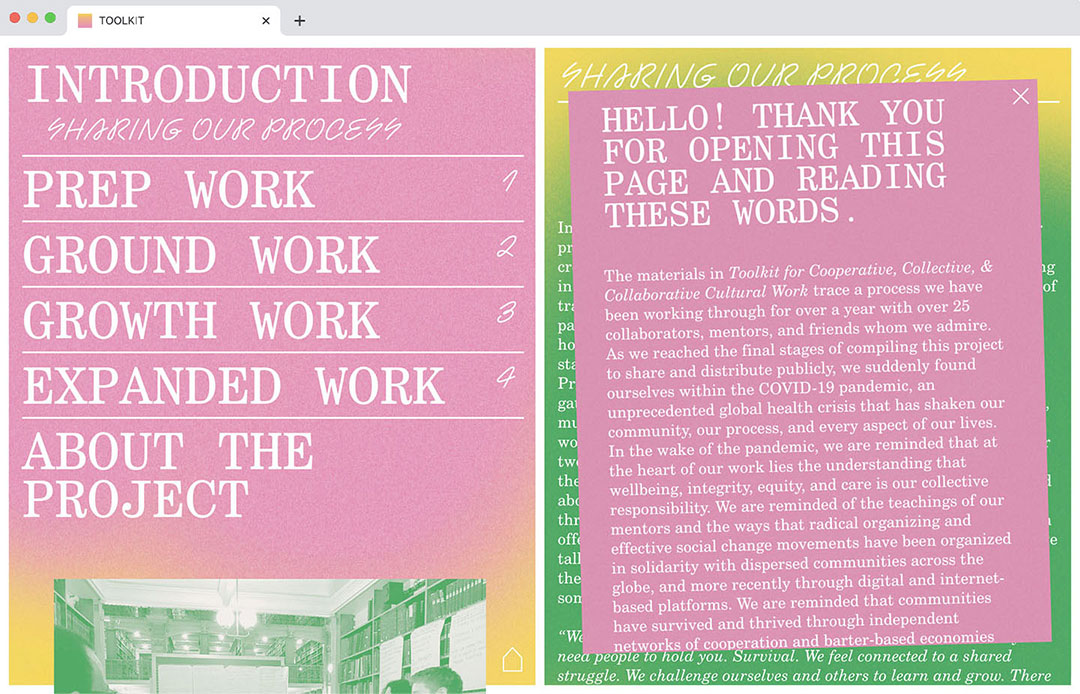 TOOLKIT
INTRODUCTION
SHARING OUR PROCESS
PREP WORK 1
GROUND WORK 2
GROWTH WORK 3
EXPANDED WORK 4
ABOUT THE
PROJECT
SHARING OUR PROCESS
HELLO! THANK YOU
FOR OPENING THIS
PAGE AND READING
THESE WORDS.
The materials in Toolkit for Cooperative, Collective, &
Collaborative Cultural Work trace a process we have
been working through for over a year with over 25
collaborators, mentors, and friends whom we admire.
As we reached the final stages of compiling this project
to share and distribute publicly, we suddenly found
ourselves within the COVID-19 pandemic, an
unprecedented global health crisis that has shaken our
community, our process, and every aspect of our lives.
In the wake of the pandemic, we are reminded that at
the heart of our work lies the understanding that
wellbeing, integrity, equity, and care is our collective
responsibility. We are reminded of the teachings of our
mentors and the ways that radical organizing and
effective social change movements have been organized
in solidarity with dispersed communities across the
globe, and more recently through digital and internet-
based platforms. We are reminded that communities
have survived and thrived through independent
networks of cooperation and barter-based economies
“We
need people to hold you. Survival. We feel connected to a shared
struggle. We challenge ourselves and others to learn and grow. There